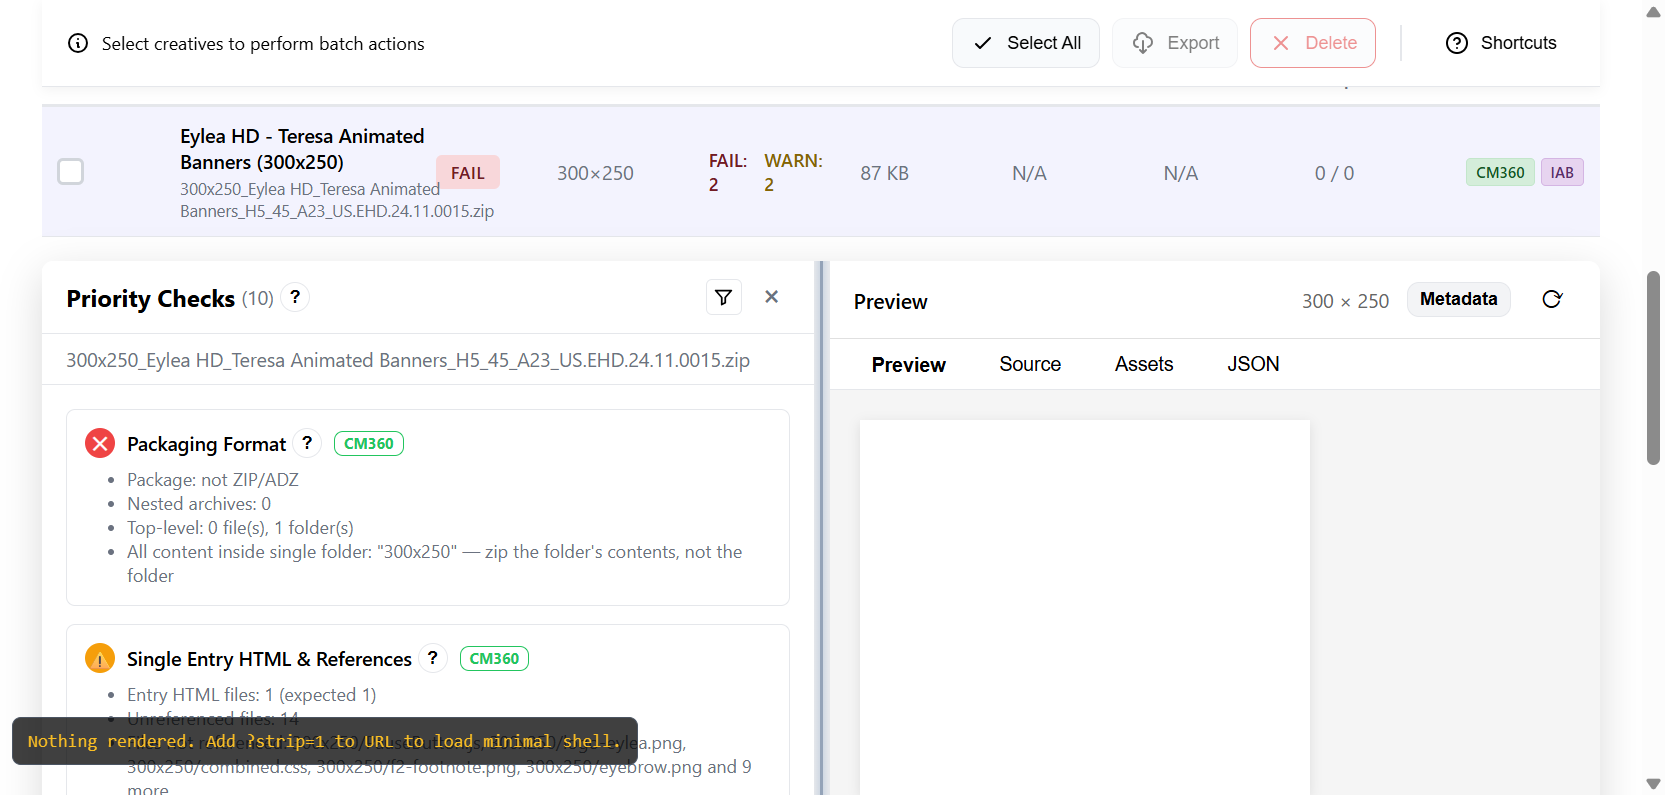 Select creatives to perform batch actions
Select All
Export
Delete
Shortcuts
Eylea HD - Teresa Animated
Banners (300x250)
300x250_Eylea HD_Teresa Animated
Banners_H5_45_A23_US.EHD.24.11.0015.zip
FAIL
300×250
FAIL:
2
WARN:
2
87 KB
N/A
N/A
0 / 0
CM360
IAB
Priority Checks (10) ?
300x250_Eylea HD_Teresa Animated Banners_H5_45_A23_US.EHD.24.11.0015.zip
Packaging Format ? CM360
• Package: not ZIP/ADZ
• Nested archives: 0
• Top-level: 0 file(s), 1 folder(s)
• All content inside single folder: "300x250" — zip the folder's contents, not the
folder
Single Entry HTML & References ? CM360
• Entry HTML files: 1 (expected 1)
• Unreferenced files: 14
Nothing rendered. Add ?strip=1 to URL to load minimal shell.
300x250/combined.css, 300x250/f2-footnote.png, 300x250/eyebrow.png and 9
more
Preview
300 × 250
Metadata
Preview
Source
Assets
JSON